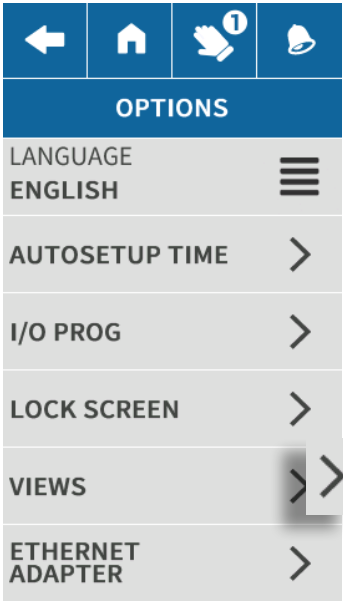 1
OPTIONS
LANGUAGE
ENGLISH
AUTOSETUP TIME
I/O PROG
LOCK SCREEN
VIEWS
ETHERNET
ADAPTER